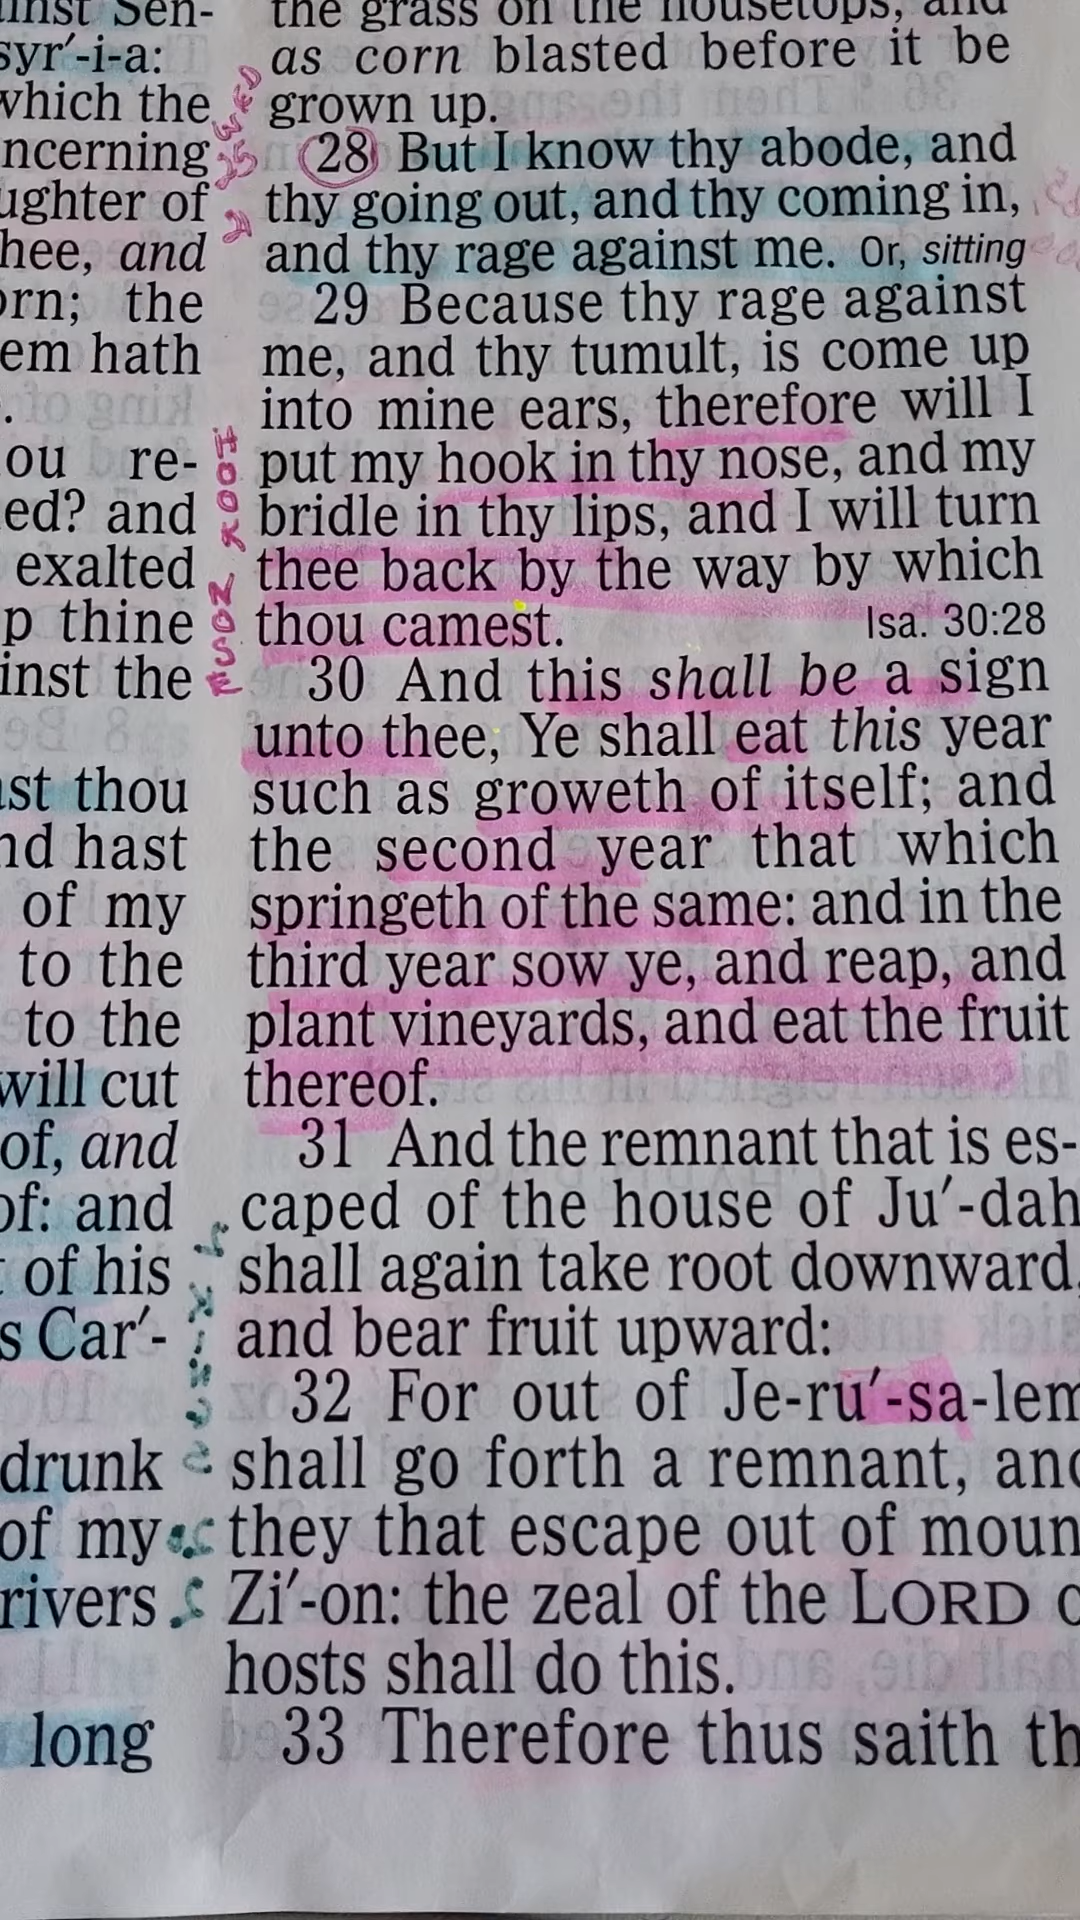 inst Sen-
syr′-i-a:
which the
ncerning
ughter of
hee, and
orn; the
em hath
ou re-
ed? and
exalted
p thine
inst the
st thou
nd hast
of my
to the
to the
will cut
of, and
of: and
of his
s Car′-
drunk
of my
rivers
long
HOOK
NOSE
the grass on the housetops, and
as corn blasted before it be
grown up.
28 But I know thy abode, and
thy going out, and thy coming in,
and thy rage against me. Or, sitting
29 Because thy rage against
me, and thy tumult, is come up
into mine ears, therefore will I
put my hook in thy nose, and my
bridle in thy lips, and I will turn
thee back by the way by which
thou camest. Isa. 30:28
30 And this shall be a sign
unto thee, Ye shall eat this year
such as groweth of itself; and
the second year that which
springeth of the same: and in the
third year sow ye, and reap, and
plant vineyards, and eat the fruit
thereof.
31 And the remnant that is es-
caped of the house of Ju′-dah
shall again take root downward,
and bear fruit upward:
32 For out of Je-ru′-sa-lem
shall go forth a remnant, and
they that escape out of moun
Zi′-on: the zeal of the LORD o
hosts shall do this.
33 Therefore thus saith th